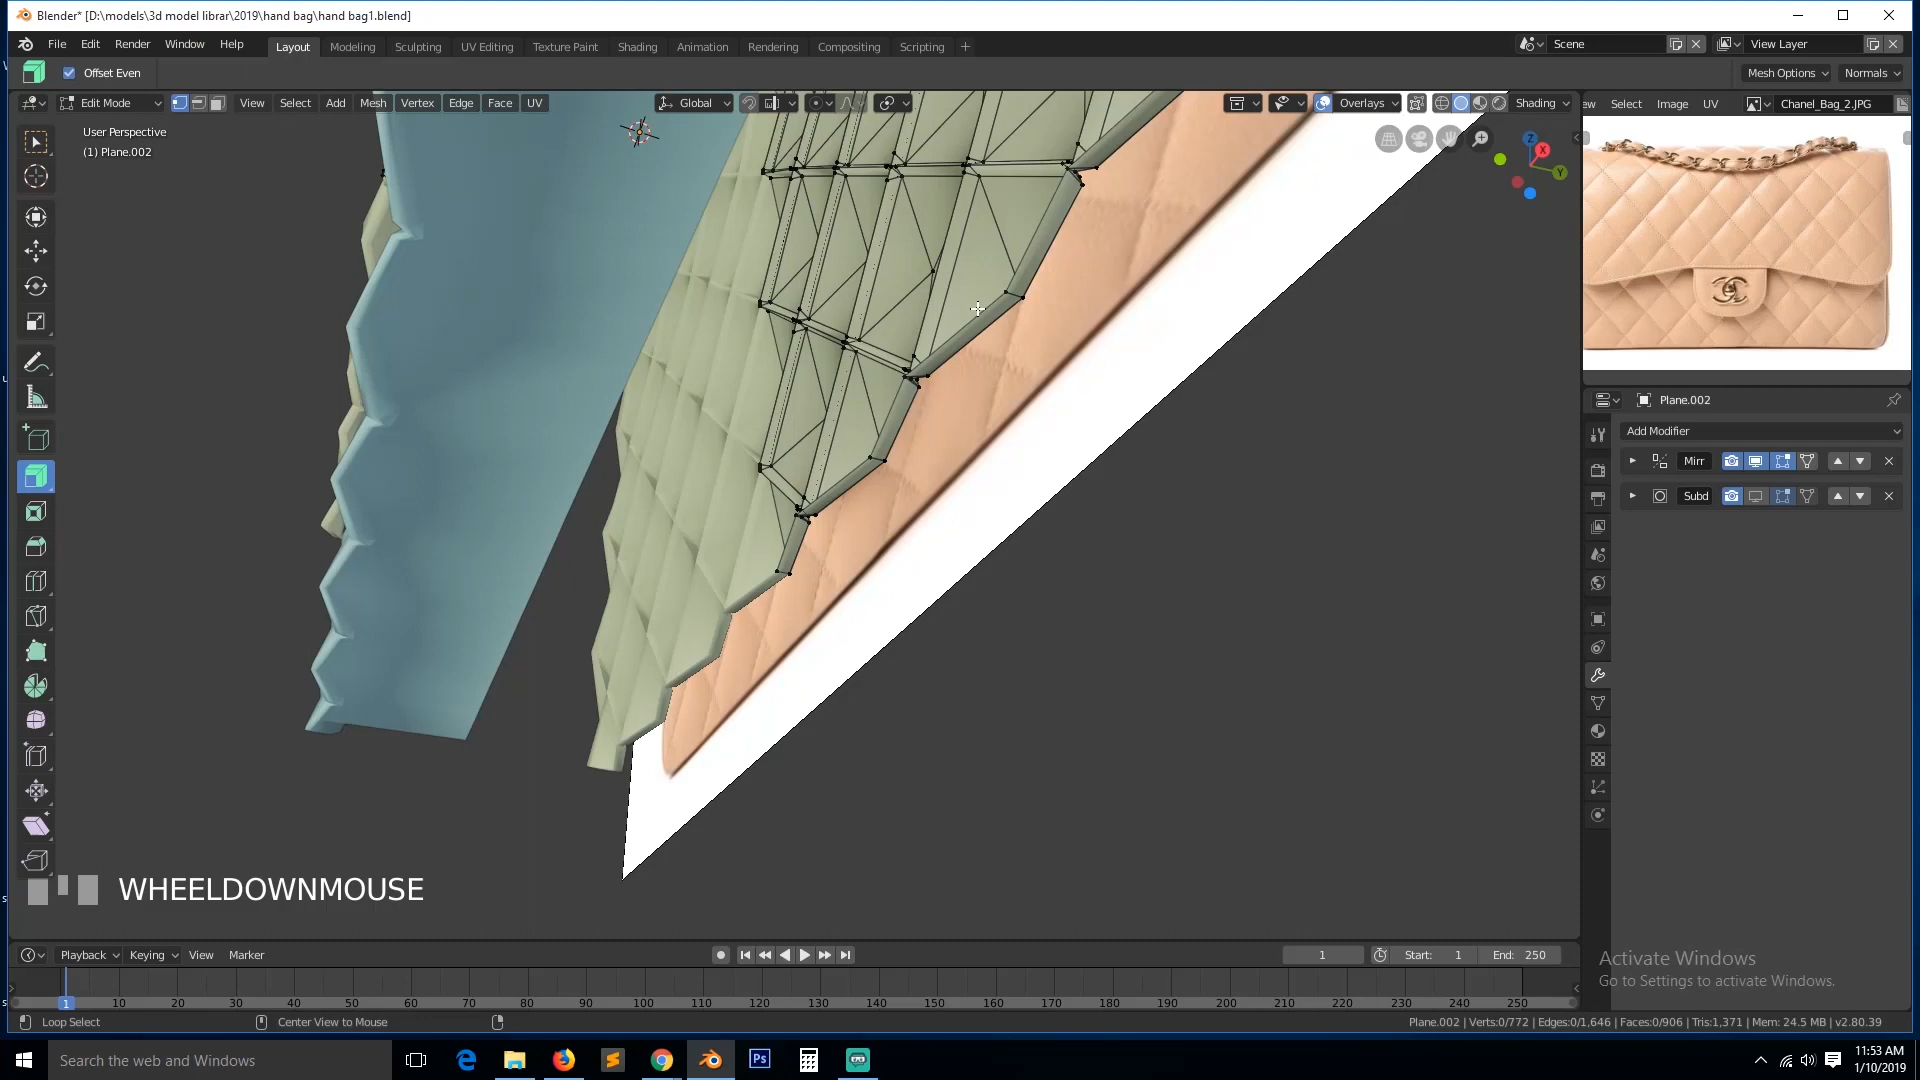 Blender* [D:\models\3d model librar\2019\hand bag\hand bag1.blend]
File Edit Render Window Help Layout Modeling Sculpting UV Editing Texture Paint Shading Animation Rendering Compositing Scripting + Scene View Layer
Offset Even Mesh Options Normals
Edit Mode View Select Add Mesh Vertex Edge Face UV Global Overlays Shading Select Image UV Chanel_Bag_2.JPG
User Perspective
(1) Plane.002
Z
X
Y
Plane.002
Add Modifier
Mirr
Subd
WHEELDOWNMOUSE
Playback Keying View Marker 1 Start: 1 End: 250
Activate Windows
Go to Settings to activate Windows.
1 10 20 30 40 50 60 70 80 90 100 110 120 130 140 150 160 170 180 190 200 210 220 230 240 250
Loop Select Center View to Mouse Plane.002 | Verts:0/772 | Edges:0/1,646 | Faces:0/906 | Tris:1,371 | Mem: 24.5 MB | v2.80.39
Search the web and Windows Ps 11:53 AM
1/10/2019